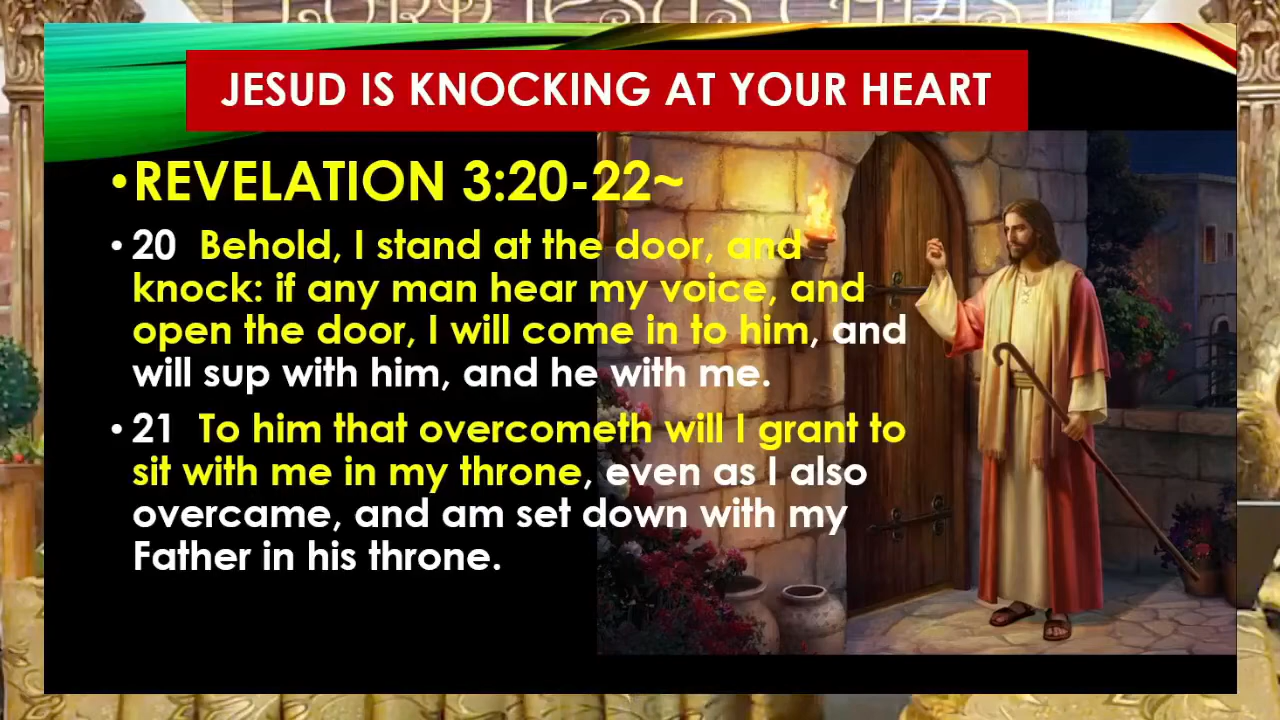 LORD JESUS CHRIST
JESUD IS KNOCKING AT YOUR HEART
•REVELATION 3:20-22~
• 20 Behold, I stand at the door, and
knock: if any man hear my voice, and
open the door, I will come in to him, and
will sup with him, and he with me.
• 21 To him that overcometh will I grant to
sit with me in my throne, even as I also
overcame, and am set down with my
Father in his throne.